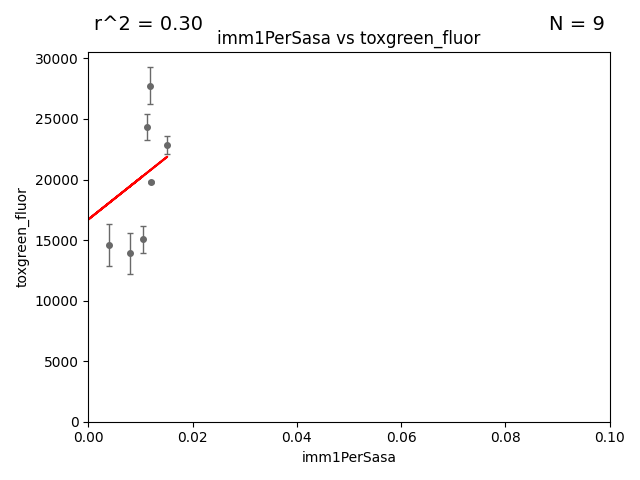 r^2 = 0.30
N = 9
imm1PerSasa vs toxgreen_fluor
30000
25000
20000
15000
10000
5000
0
toxgreen_fluor
0.00
0.02
0.04
0.06
0.08
0.10
imm1PerSasa